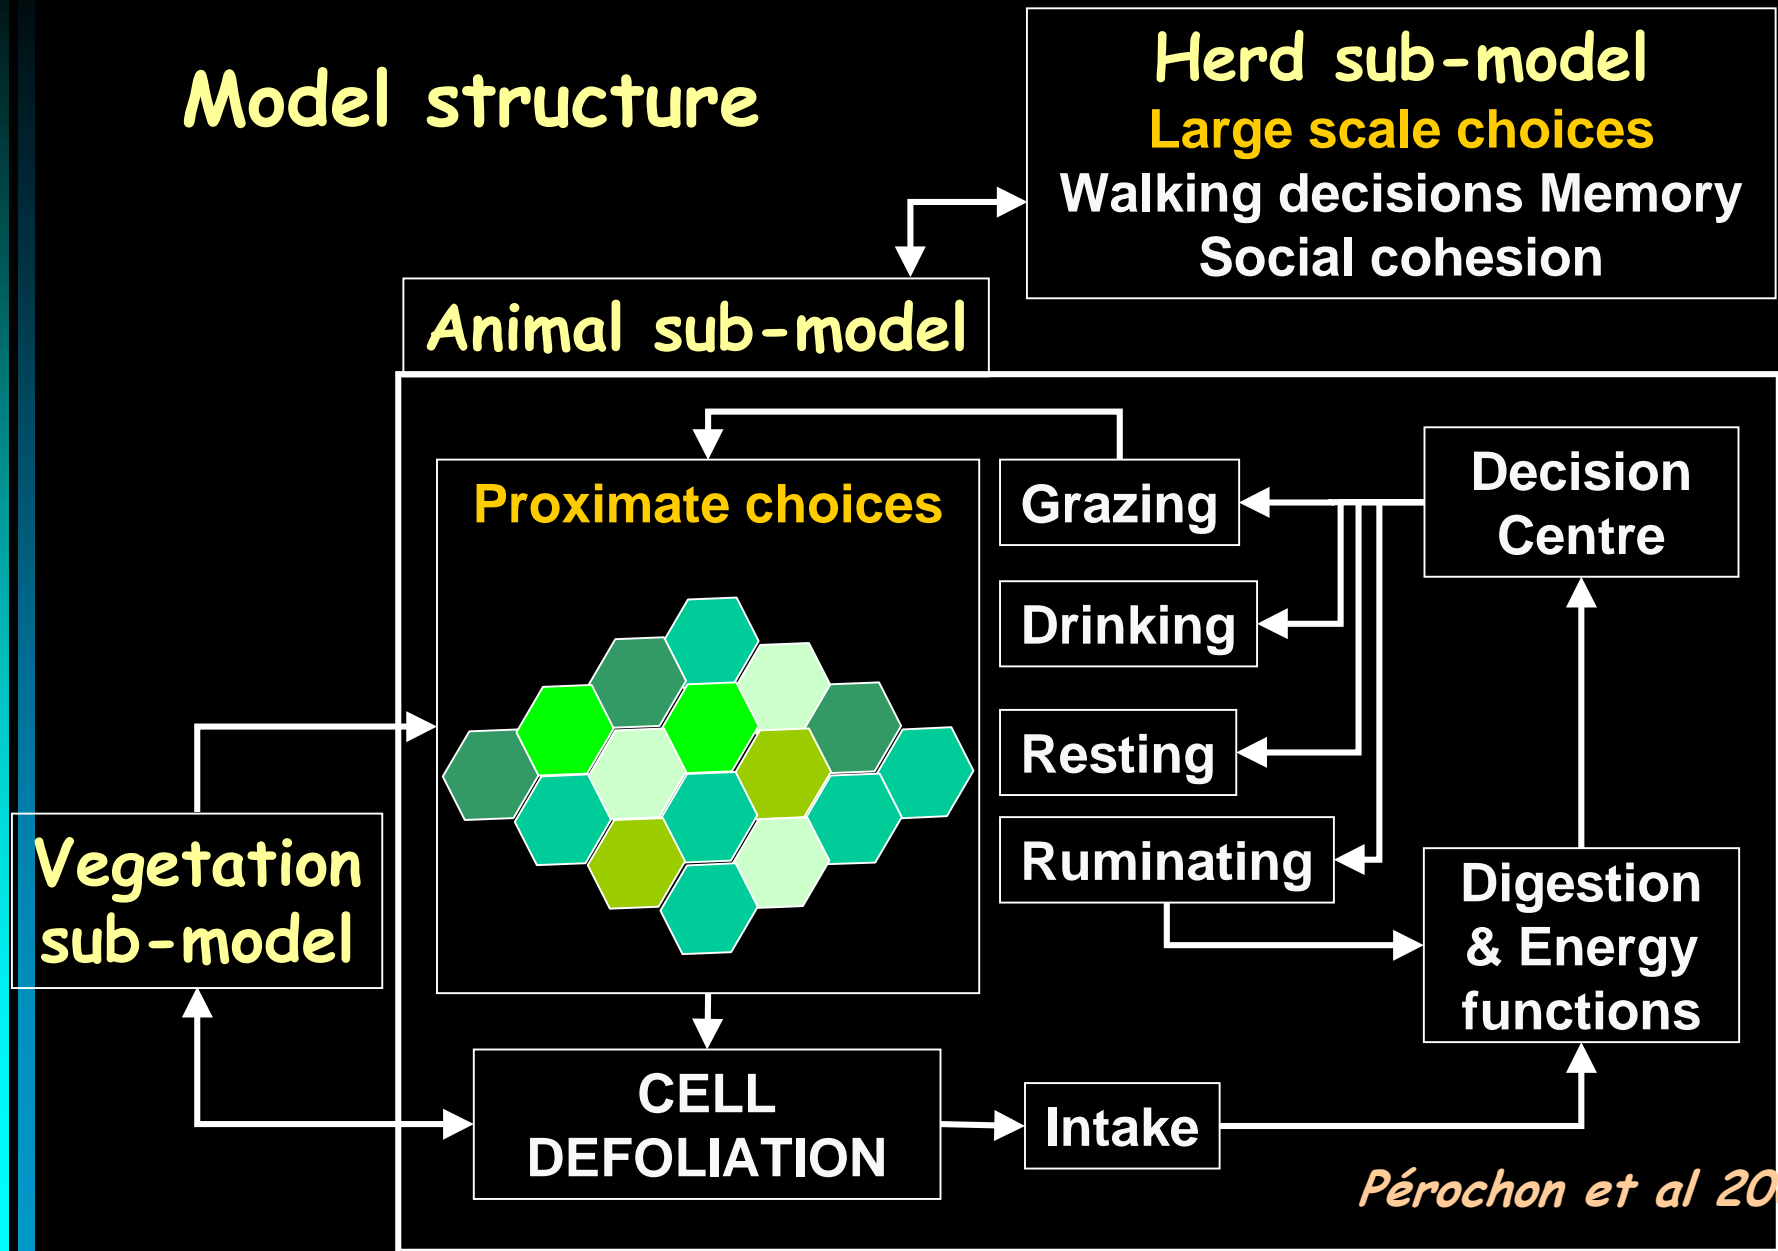 Model structure
Herd sub-model
Large scale choices
Walking decisions Memory
Social cohesion
Animal sub-model
Proximate choices
Grazing
Drinking
Resting
Ruminating
Decision
Centre
Digestion
& Energy
functions
Vegetation
sub-model
CELL
DEFOLIATION
Intake
Pérochon et al 20